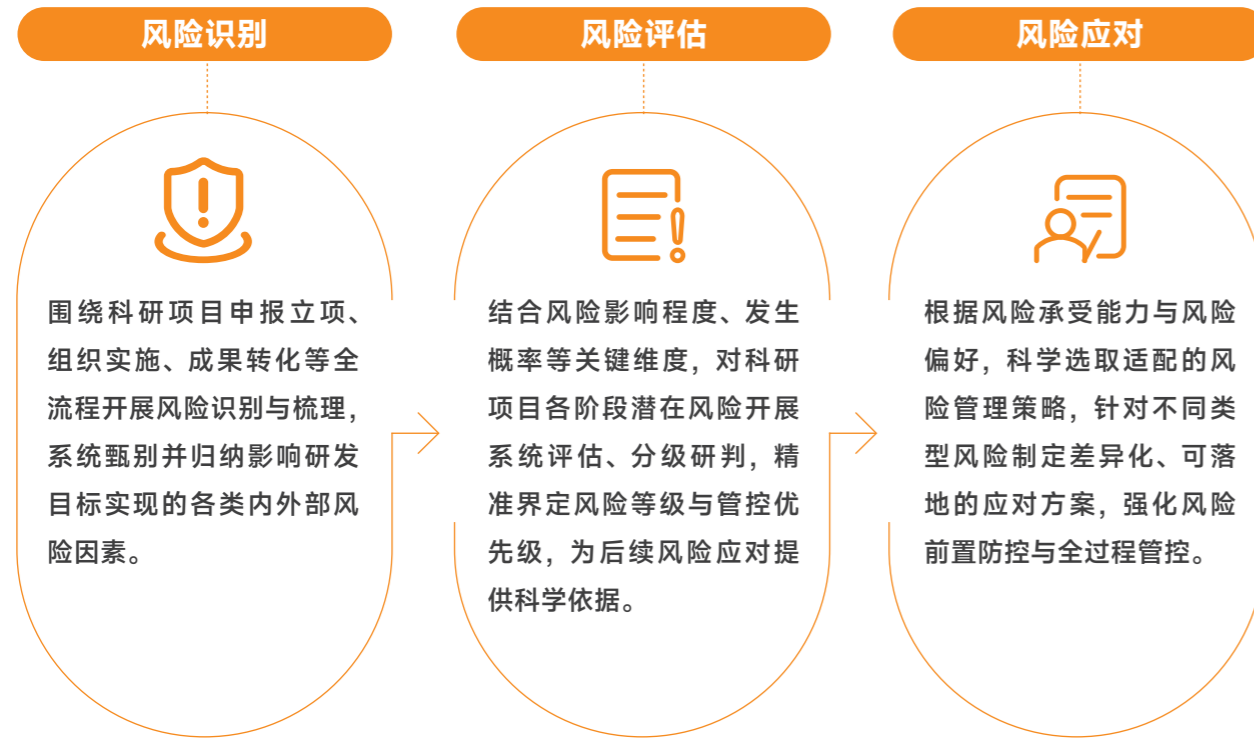 风险识别
围绕科研项目申报立项、
组织实施、成果转化等全
流程开展风险识别与梳理，
系统甄别并归纳影响研发
目标实现的各类内外部风
险因素。
风险评估
结合风险影响程度、发生
概率等关键维度，对科研
项目各阶段潜在风险开展
系统评估、分级研判，精
准界定风险等级与管控优
先级，为后续风险应对提
供科学依据。
风险应对
根据风险承受能力与风险
偏好，科学选取适配的风
险管理策略，针对不同类
型风险制定差异化、可落
地的应对方案，强化风险
前置防控与全过程管控。